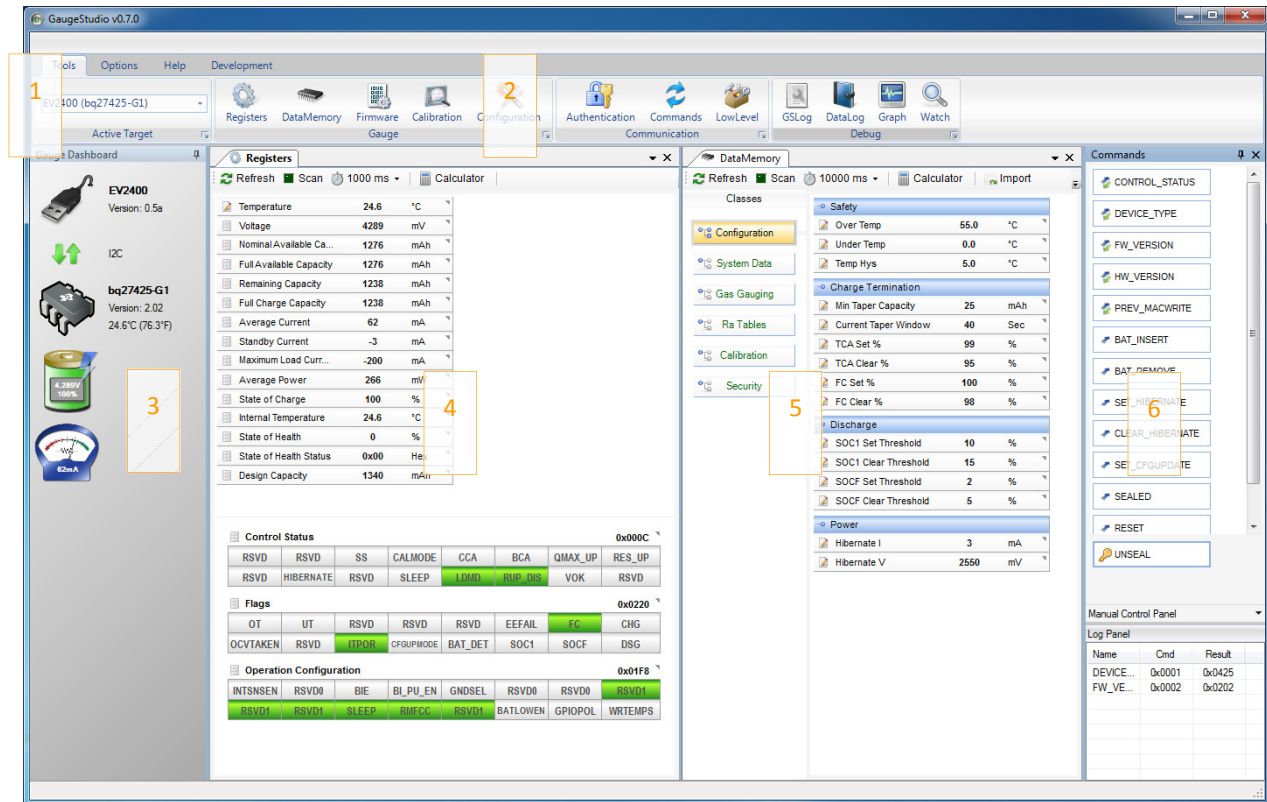 GaugeStudio v0.7.0
Tools Options Help Development
1
2
EV2400 (bq27425-G1)
Registers DataMemory Firmware Calibration Configuration Authentication Commands LowLevel GSLog DataLog Graph Watch
Active Target Gauge Communication Debug
Gauge Dashboard
EV2400
Version: 0.5a
I2C
bq27425-G1
Version: 2.02
24.6°C (76.3°F)
4.289V
100%
62mA
3
Registers
Refresh Scan 1000 ms Calculator
Temperature 24.6 °C
Voltage 4289 mV
Nominal Available Ca... 1276 mAh
Full Available Capacity 1276 mAh
Remaining Capacity 1238 mAh
Full Charge Capacity 1238 mAh
Average Current 62 mA
Standby Current -3 mA
Maximum Load Curr... -200 mA
Average Power 266 mW
State of Charge 100 %
Internal Temperature 24.6 °C
State of Health 0 %
State of Health Status 0x00 Hex
Design Capacity 1340 mAh
4
Control Status 0x000C
RSVD RSVD SS CALMODE CCA BCA QMAX_UP RES_UP
RSVD HIBERNATE RSVD SLEEP LDMD RUP_DIS VOK RSVD
Flags 0x0220
OT UT RSVD RSVD RSVD EEFAIL FC CHG
OCVTAKEN RSVD ITPOR CFGUPMODE BAT_DET SOC1 SOCF DSG
Operation Configuration 0x01F8
INTSNSEN RSVD0 BIE BI_PU_EN GNDSEL RSVD0 RSVD0 RSVD1
RSVD1 RSVD1 SLEEP RMFCC RSVD1 BATLOWEN GPIOPOL WRTEMPS
DataMemory
Refresh Scan 10000 ms Calculator Import
Classes
Configuration
System Data
Gas Gauging
Ra Tables
Calibration
Security
5
Safety
Over Temp 55.0 °C
Under Temp 0.0 °C
Temp Hys 5.0 °C
Charge Termination
Min Taper Capacity 25 mAh
Current Taper Window 40 Sec
TCA Set % 99 %
TCA Clear % 95 %
FC Set % 100 %
FC Clear % 98 %
Discharge
SOC1 Set Threshold 10 %
SOC1 Clear Threshold 15 %
SOCF Set Threshold 2 %
SOCF Clear Threshold 5 %
Power
Hibernate I 3 mA
Hibernate V 2550 mV
Commands
CONTROL_STATUS
DEVICE_TYPE
FW_VERSION
HW_VERSION
PREV_MACWRITE
BAT_INSERT
BAT_REMOVE
SET_HIBERNATE
6
CLEAR_HIBERNATE
SET_CFGUPDATE
SEALED
RESET
UNSEAL
Manual Control Panel
Log Panel
Name Cmd Result
DEVICE... 0x0001 0x0425
FW_VE... 0x0002 0x0202